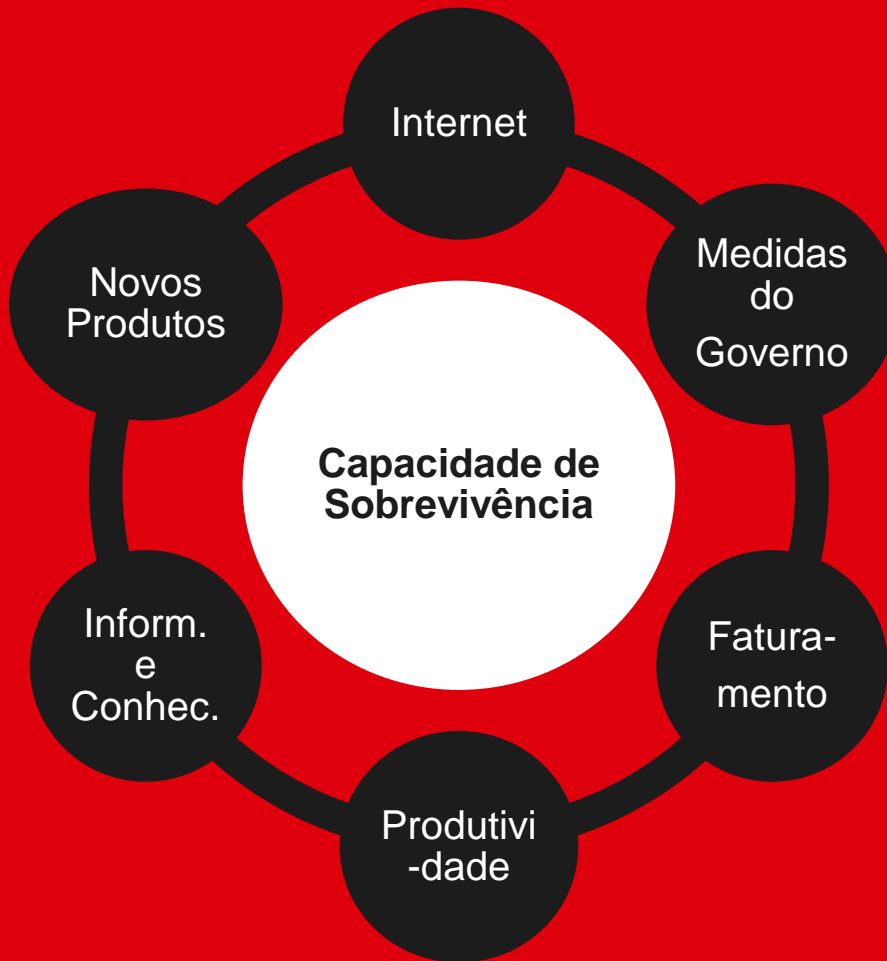 Internet
Medidas
do
Governo
Novos
Produtos
Capacidade de
Sobrevivência
Inform.
e
Conhec.
Fatura-
mento
Produtivi
-dade